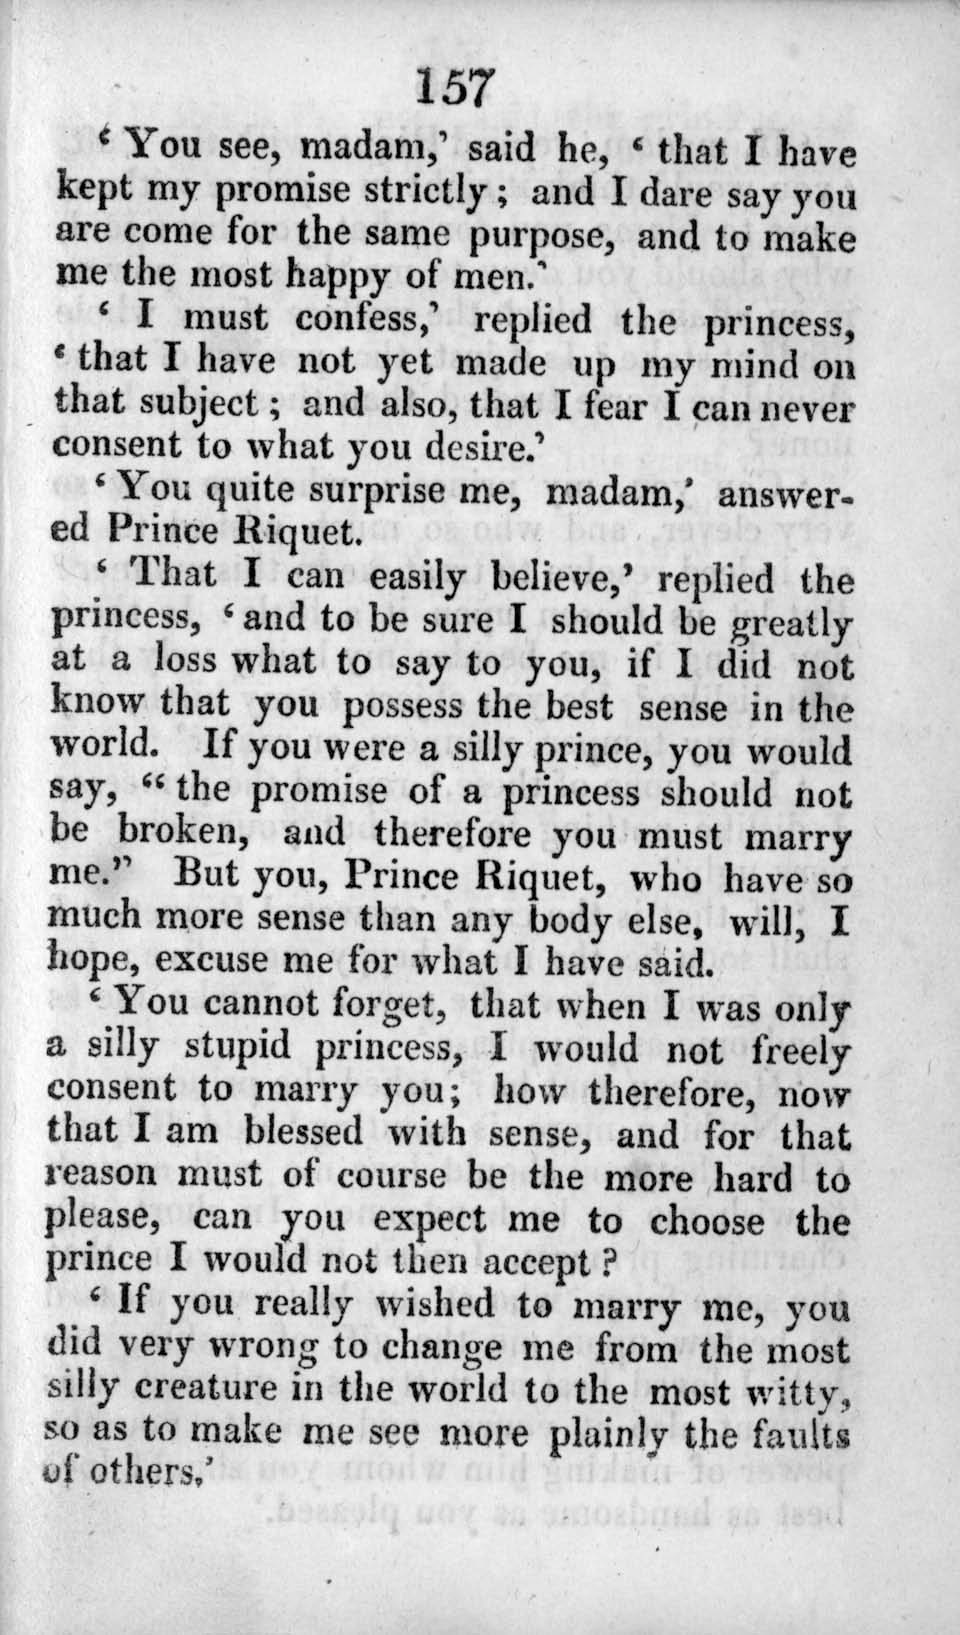 157
‘ You see, madam,’ said he, ‘ that I have
kept my promise strictly ; and I dare say you
are come for the same purpose, and to make
me the most happy of men.’
‘ I must confess,’ replied the princess,
‘ that I have not yet made up my mind on
that subject ; and also, that I fear I can never
consent to what you desire.’
‘ You quite surprise me, madam,’ answer-
ed Prince Riquet.
‘ That I can easily believe,’ replied the
princess, ‘ and to be sure I should be greatly
at a loss what to say to you, if I did not
know that you possess the best sense in the
world. If you were a silly prince, you would
say, “ the promise of a princess should not
be broken, and therefore you must marry
me.” But you, Prince Riquet, who have so
much more sense than any body else, will, I
hope, excuse me for what I have said.
‘ You cannot forget, that when I was only
a silly stupid princess, I would not freely
consent to marry you; how therefore, now
that I am blessed with sense, and for that
reason must of course be the more hard to
please, can you expect me to choose the
prince I would not then accept ?
‘ If you really wished to marry me, you
did very wrong to change me from the most
silly creature in the world to the most witty,
so as to make me see more plainly the faults
of others.’